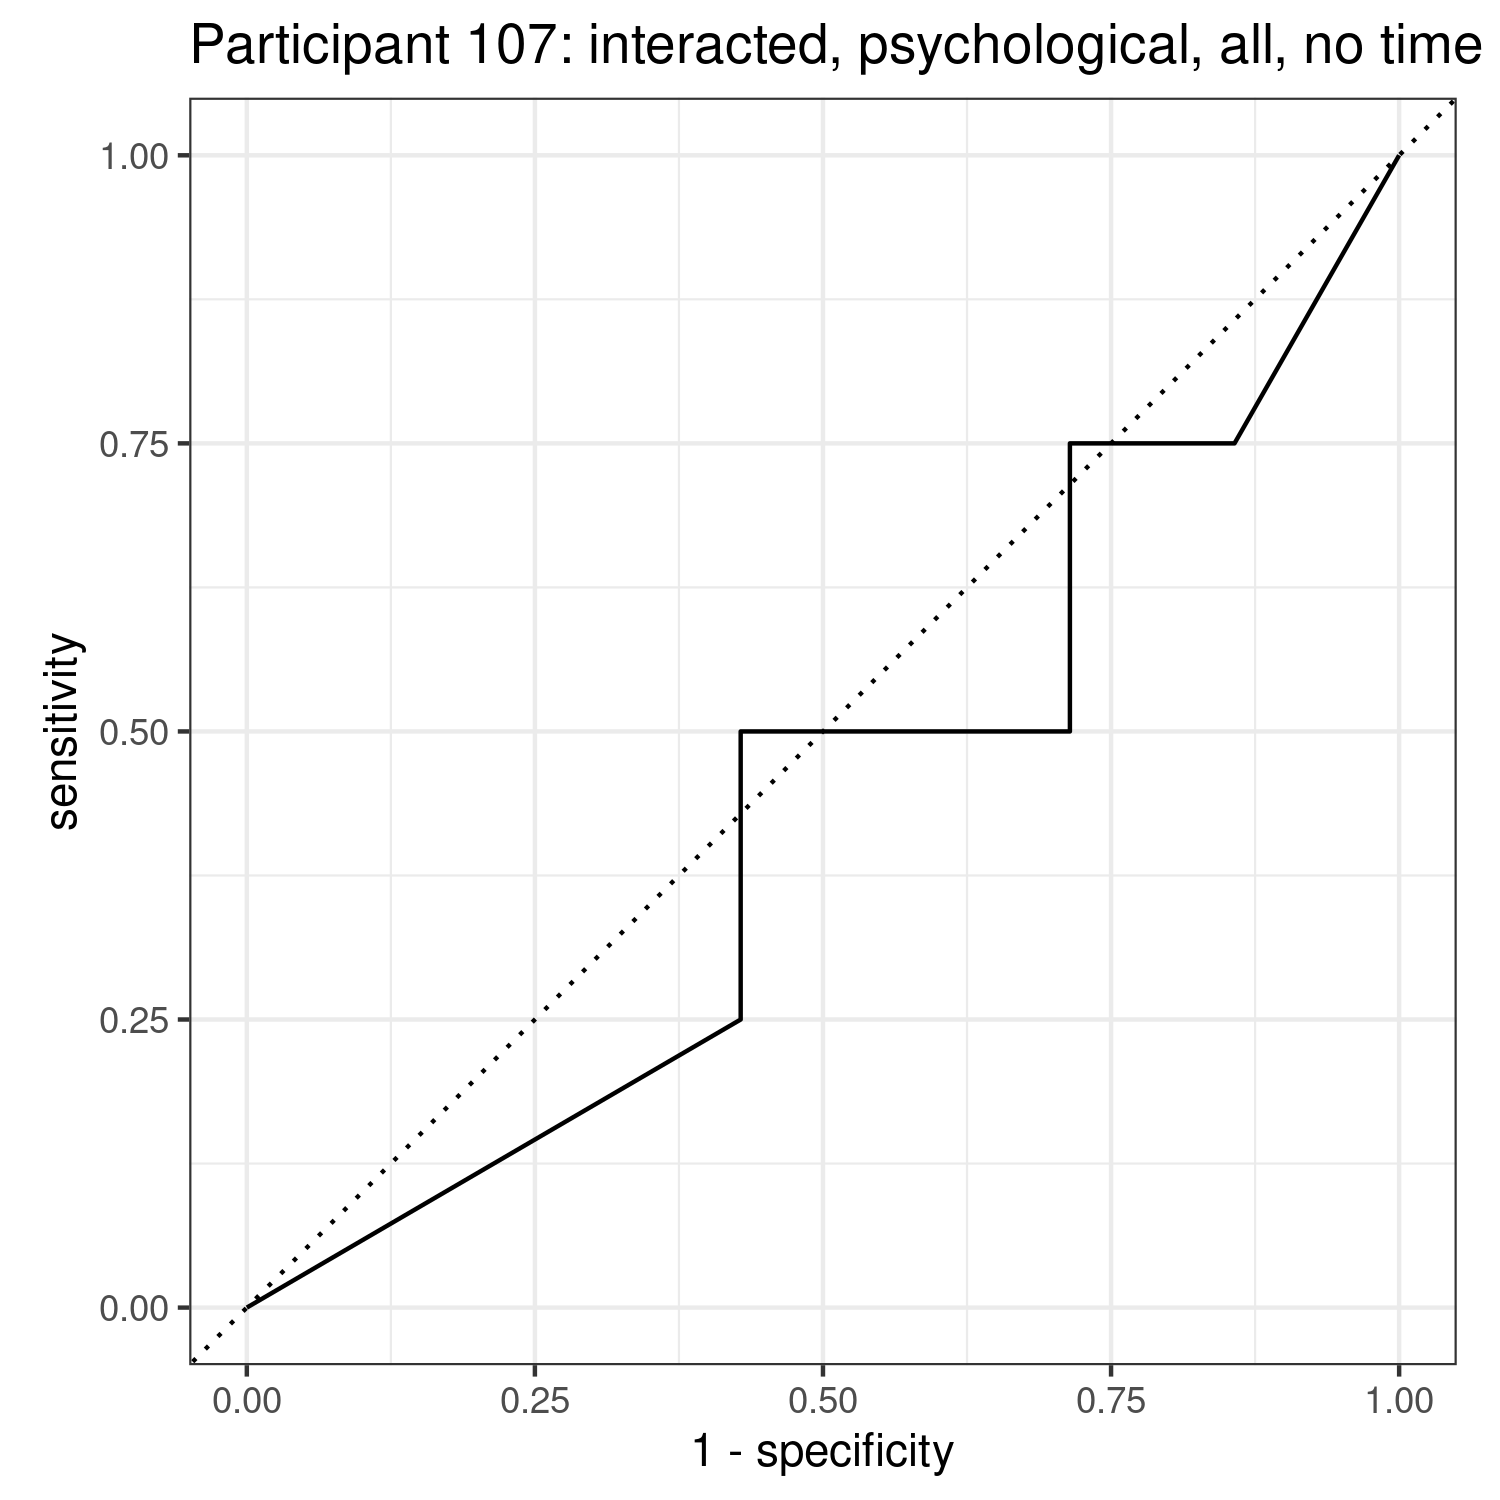 Participant 107: interacted, psychological, all, no time
1.00
0.75
0.50
0.25
0.00
sensitivity
0.00 0.25 0.50 0.75 1.00
1 - specificity